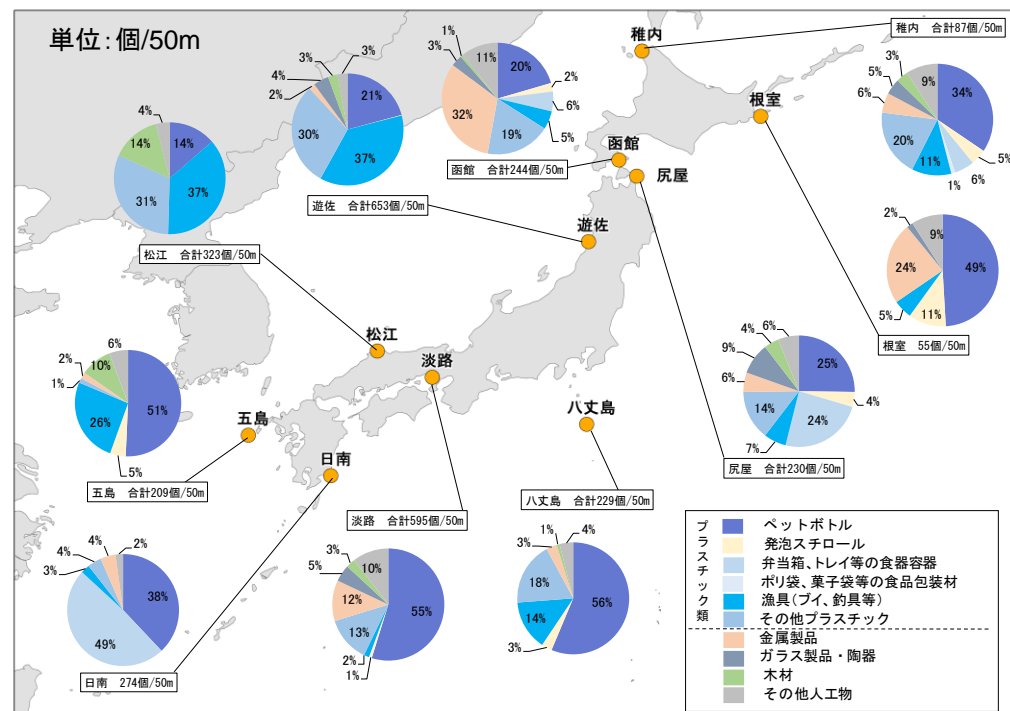 単位：個/50m
稚内　合計87個/50m
稚内
根室
函館
尻屋
遊佐
松江
淡路
八丈島
五島
日南
34%
5%
6%
1%
11%
20%
6%
5%
3%
9%
函館　合計244個/50m
20%
2%
6%
5%
19%
32%
3%
1%
11%
遊佐　合計653個/50m
21%
37%
30%
2%
4%
3%
3%
松江　合計323個/50m
14%
37%
31%
14%
4%
根室　55個/50m
49%
11%
5%
24%
2%
9%
尻屋　合計230個/50m
25%
4%
24%
7%
14%
6%
9%
4%
6%
五島　合計209個/50m
51%
5%
26%
1%
2%
10%
6%
日南　274個/50m
38%
49%
3%
4%
4%
2%
淡路　合計595個/50m
55%
1%
2%
13%
12%
5%
3%
10%
八丈島　合計229個/50m
56%
3%
14%
18%
3%
1%
4%
プラスチック類
ペットボトル
発泡スチロール
弁当箱、トレイ等の食器容器
ポリ袋、菓子袋等の食品包装材
漁具（ブイ、釣具等）
その他プラスチック
金属製品
ガラス製品・陶器
木材
その他人工物